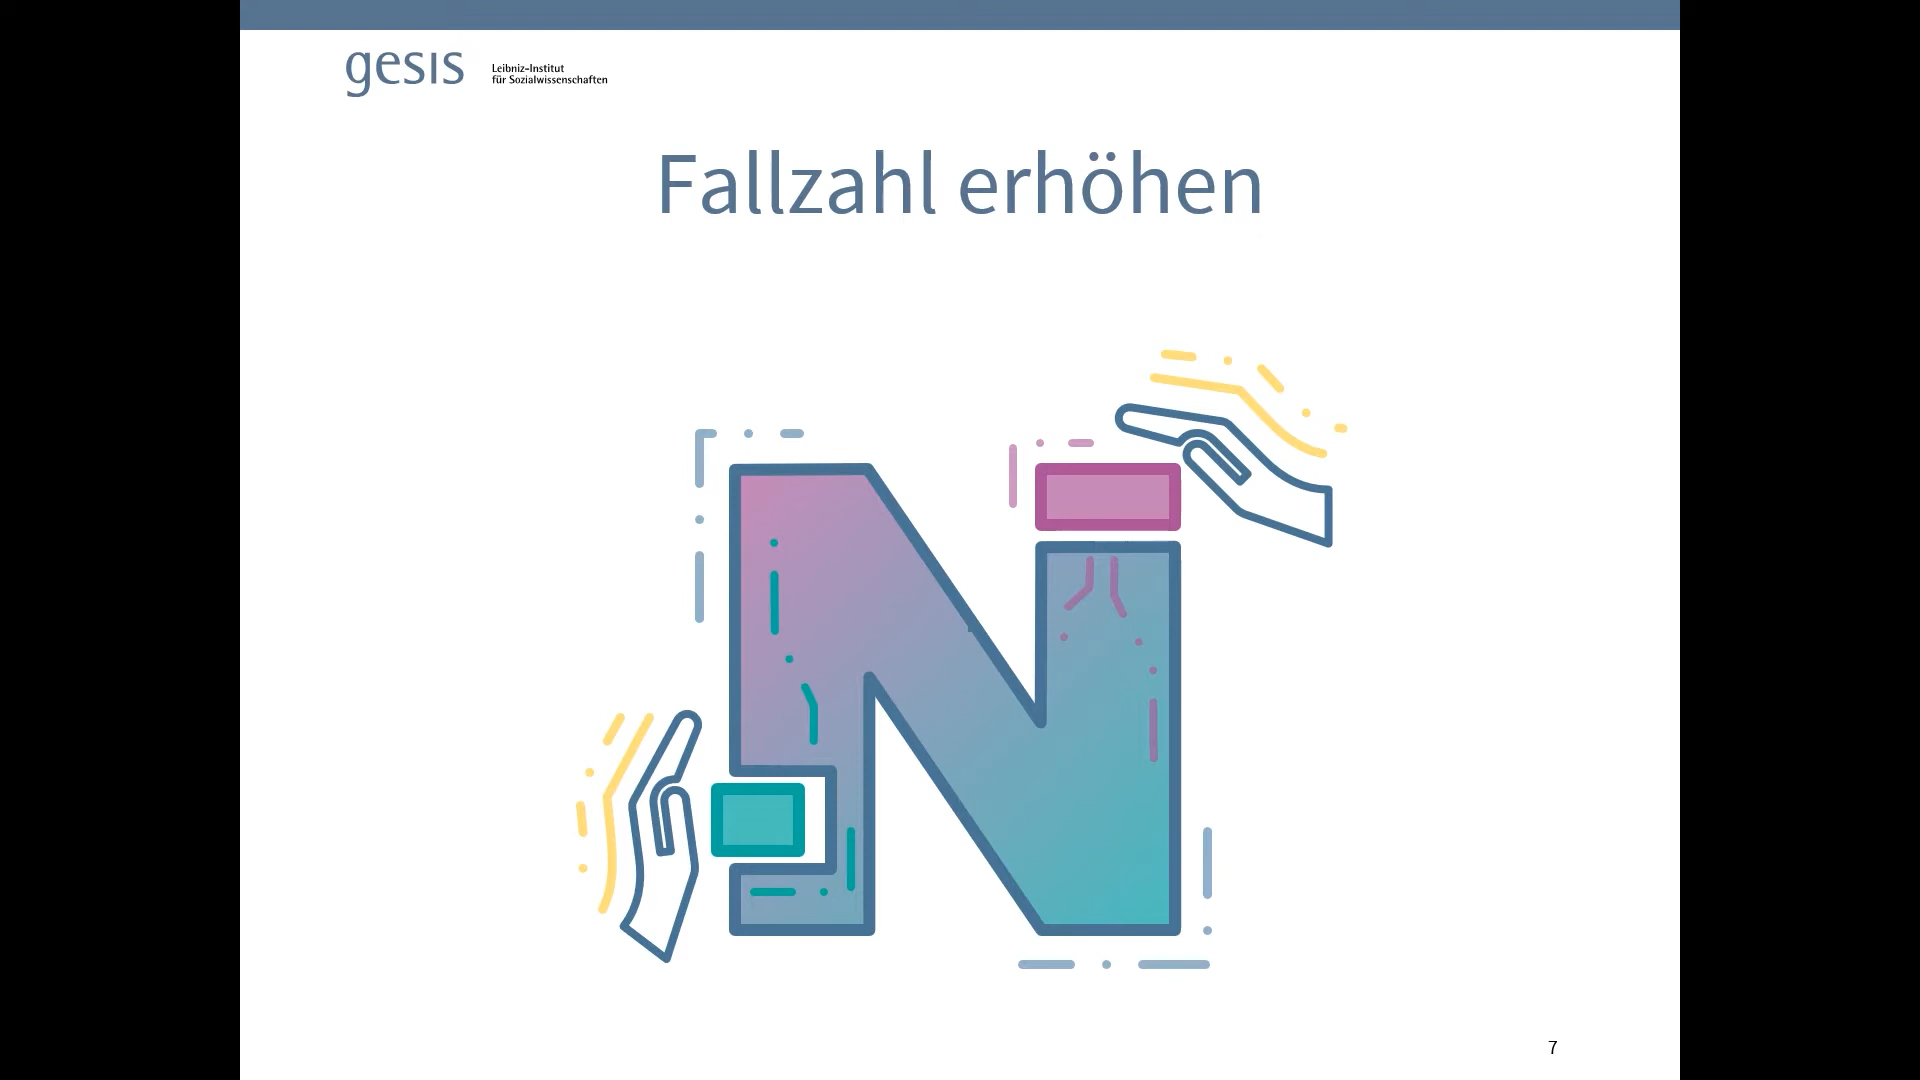 gesis
Leibniz-Institut
für Sozialwissenschaften
Fallzahl erhöhen
N
7